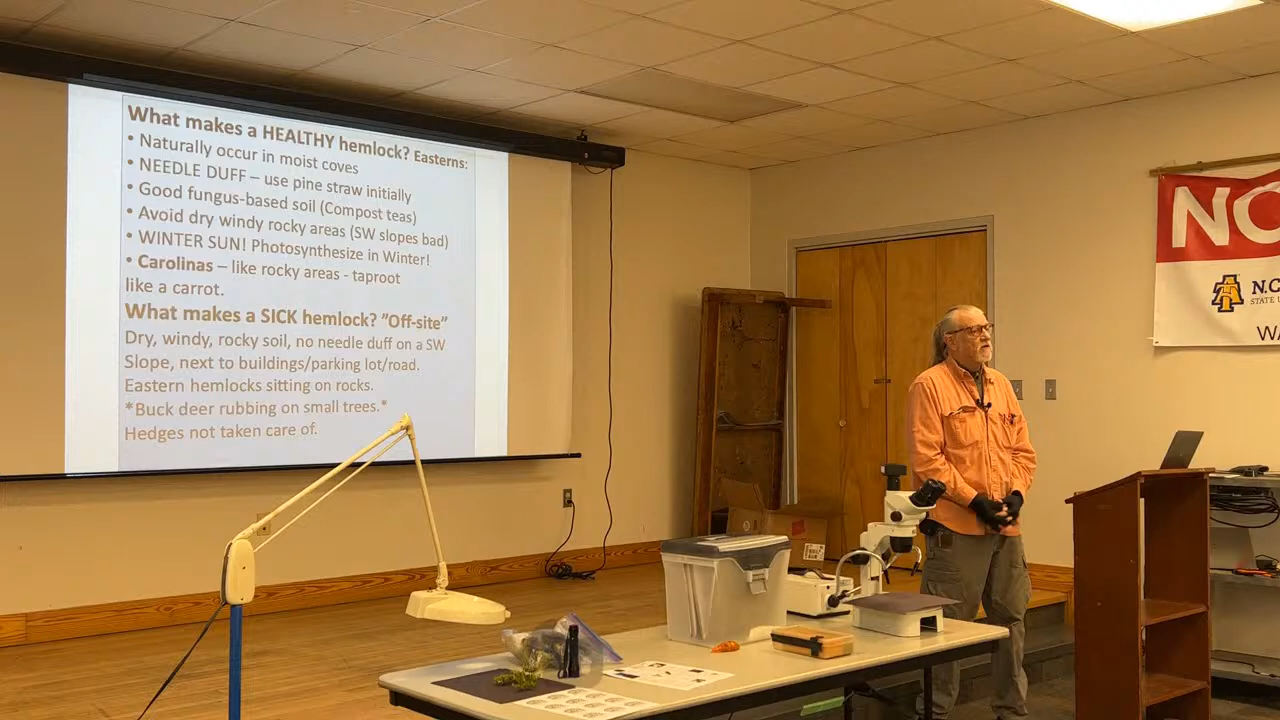 What makes a HEALTHY hemlock? Easterns:
• Naturally occur in moist coves
• NEEDLE DUFF – use pine straw initially
• Good fungus-based soil (Compost teas)
• Avoid dry windy rocky areas (SW slopes bad)
• WINTER SUN! Photosynthesize in Winter!
• Carolinas – like rocky areas - taproot
like a carrot.
What makes a SICK hemlock? ”Off-site”
Dry, windy, rocky soil, no needle duff on a SW
Slope, next to buildings/parking lot/road.
Eastern hemlocks sitting on rocks.
*Buck deer rubbing on small trees.*
Hedges not taken care of.
NC
N.C
STATE U
WA